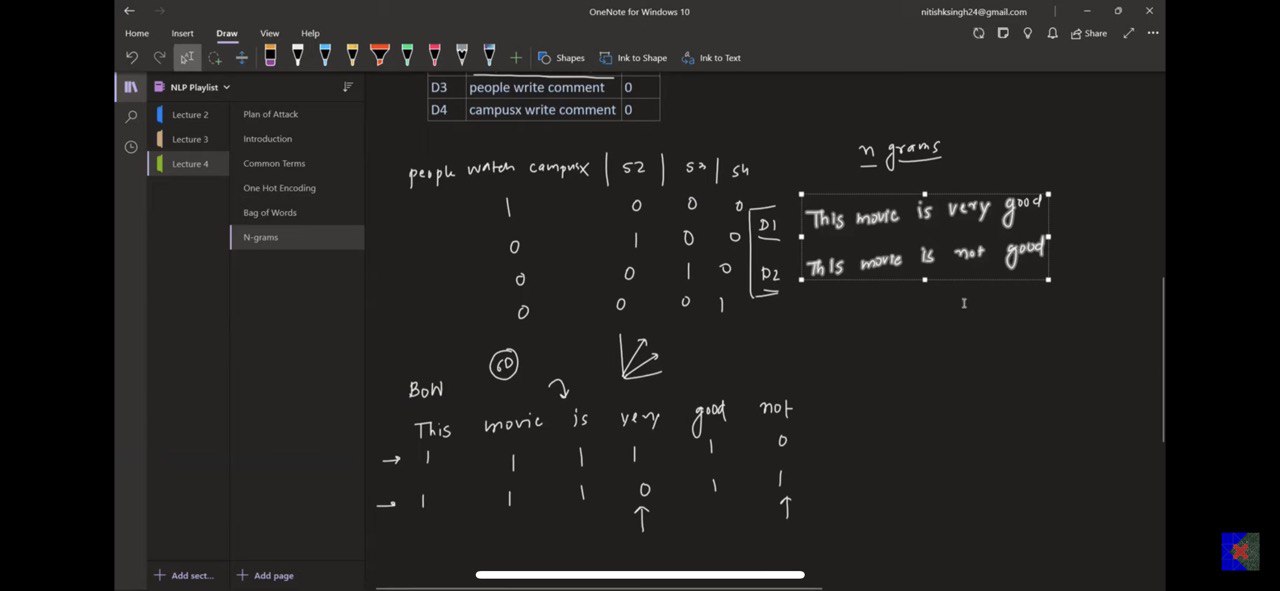 OneNote for Windows 10
nitishksingh24@gmail.com
Home Insert Draw View Help
Share
Shapes Ink to Shape Ink to Text
NLP Playlist
Lecture 2
Lecture 3
Lecture 4
Plan of Attack
Introduction
Common Terms
One Hot Encoding
Bag of Words
N-grams
Add sect...
Add page
D3 people write comment 0
D4 campusx write comment 0
people watch campusx | S2 | S3 | S4
1 0 0 0
0 1 0 0
0 0 1 0
0 0 0 1
D1
D2
n grams
This movie is very good
This movie is not good
6D
BoW
This movie is very good not
→ 1 1 1 1 1 0
→ 1 1 1 0 1 1